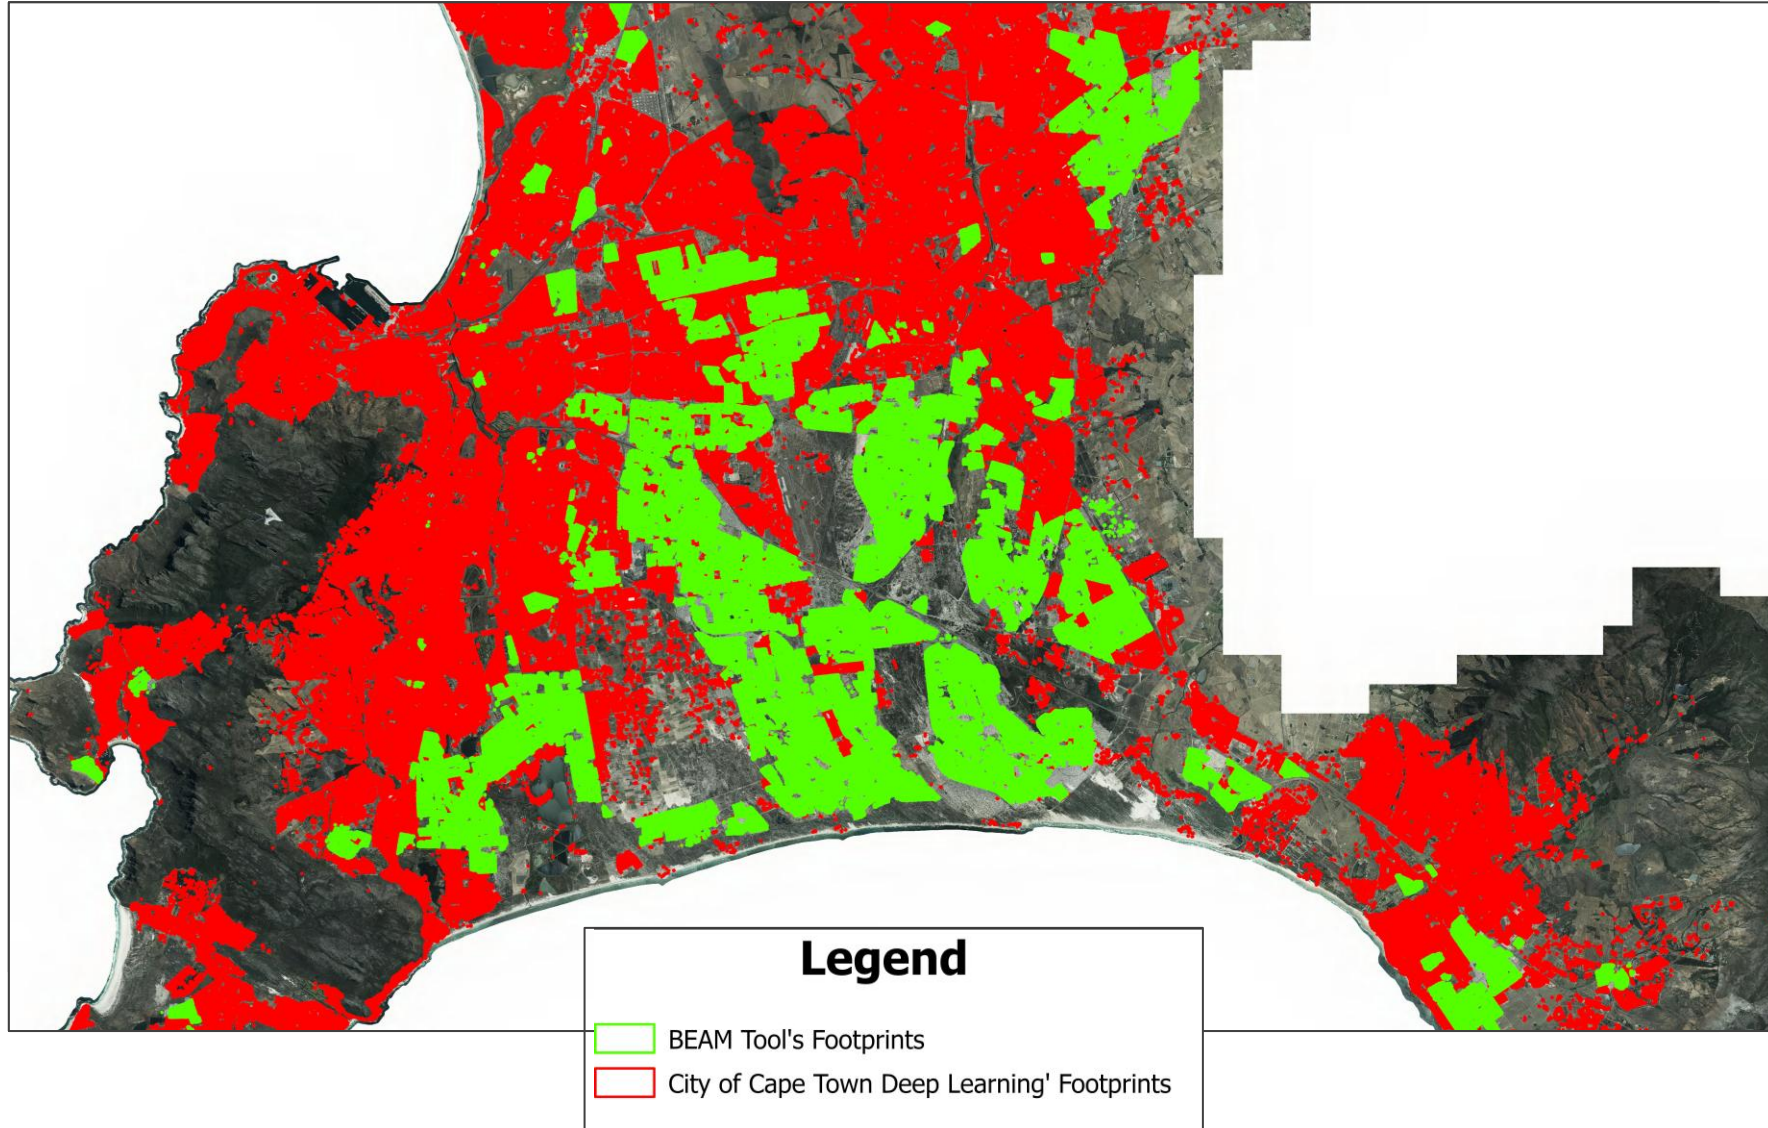 Legend
BEAM Tool's Footprints
City of Cape Town Deep Learning' Footprints